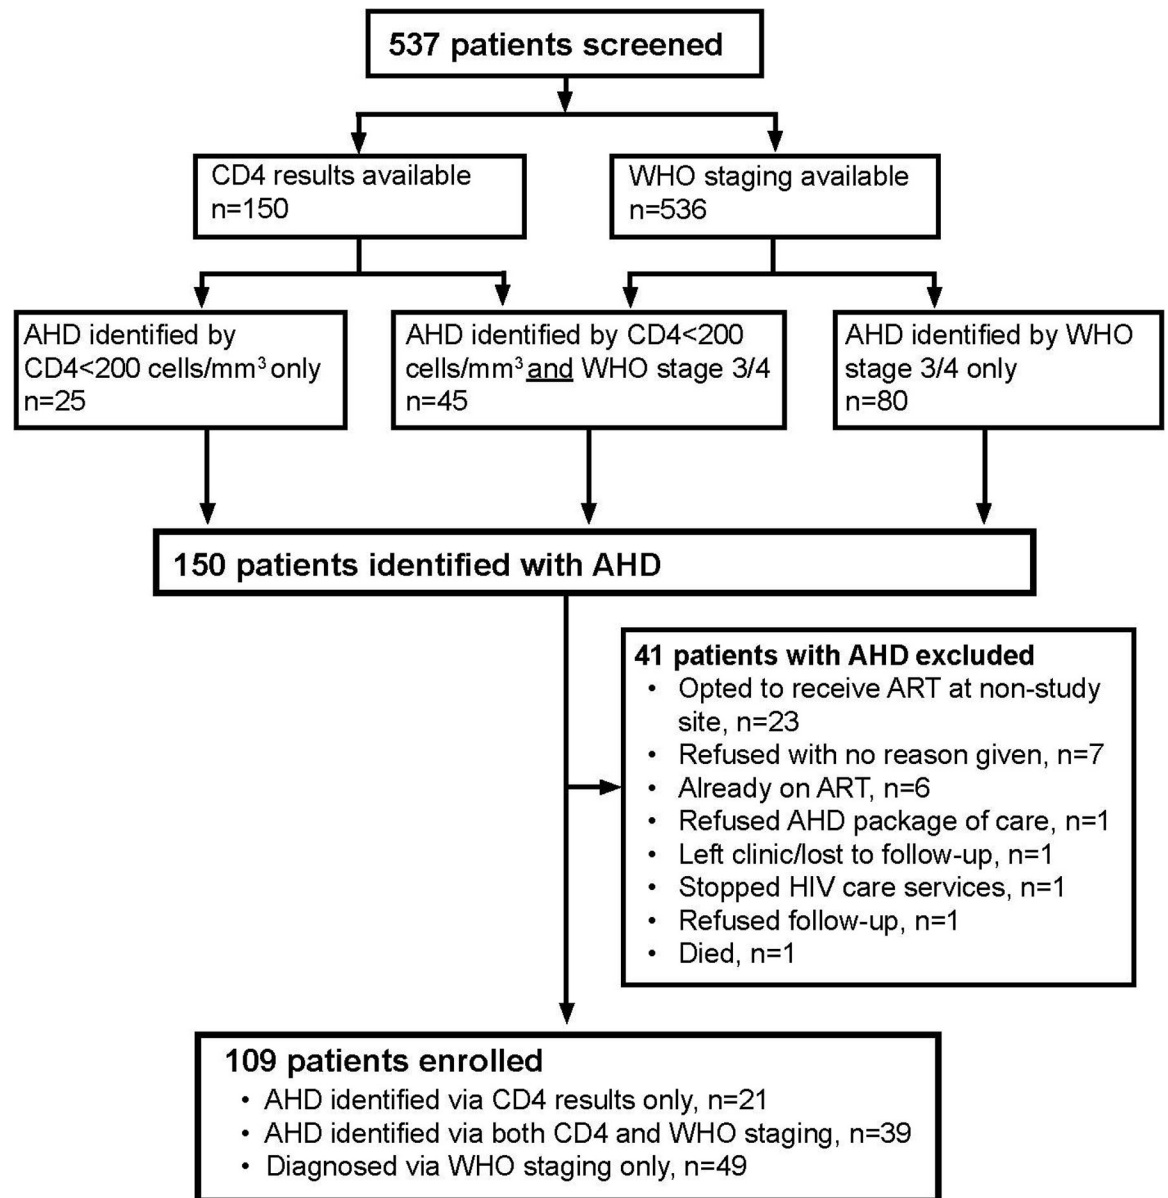 537 patients screened
CD4 results available
n=150
WHO staging available
n=536
AHD identified by
CD4<200 cells/mm³ only
n=25
AHD identified by CD4<200
cells/mm³ and WHO stage 3/4
n=45
AHD identified by WHO
stage 3/4 only
n=80
150 patients identified with AHD
41 patients with AHD excluded
• Opted to receive ART at non-study
site, n=23
• Refused with no reason given, n=7
• Already on ART, n=6
• Refused AHD package of care, n=1
• Left clinic/lost to follow-up, n=1
• Stopped HIV care services, n=1
• Refused follow-up, n=1
• Died, n=1
109 patients enrolled
• AHD identified via CD4 results only, n=21
• AHD identified via both CD4 and WHO staging, n=39
• Diagnosed via WHO staging only, n=49